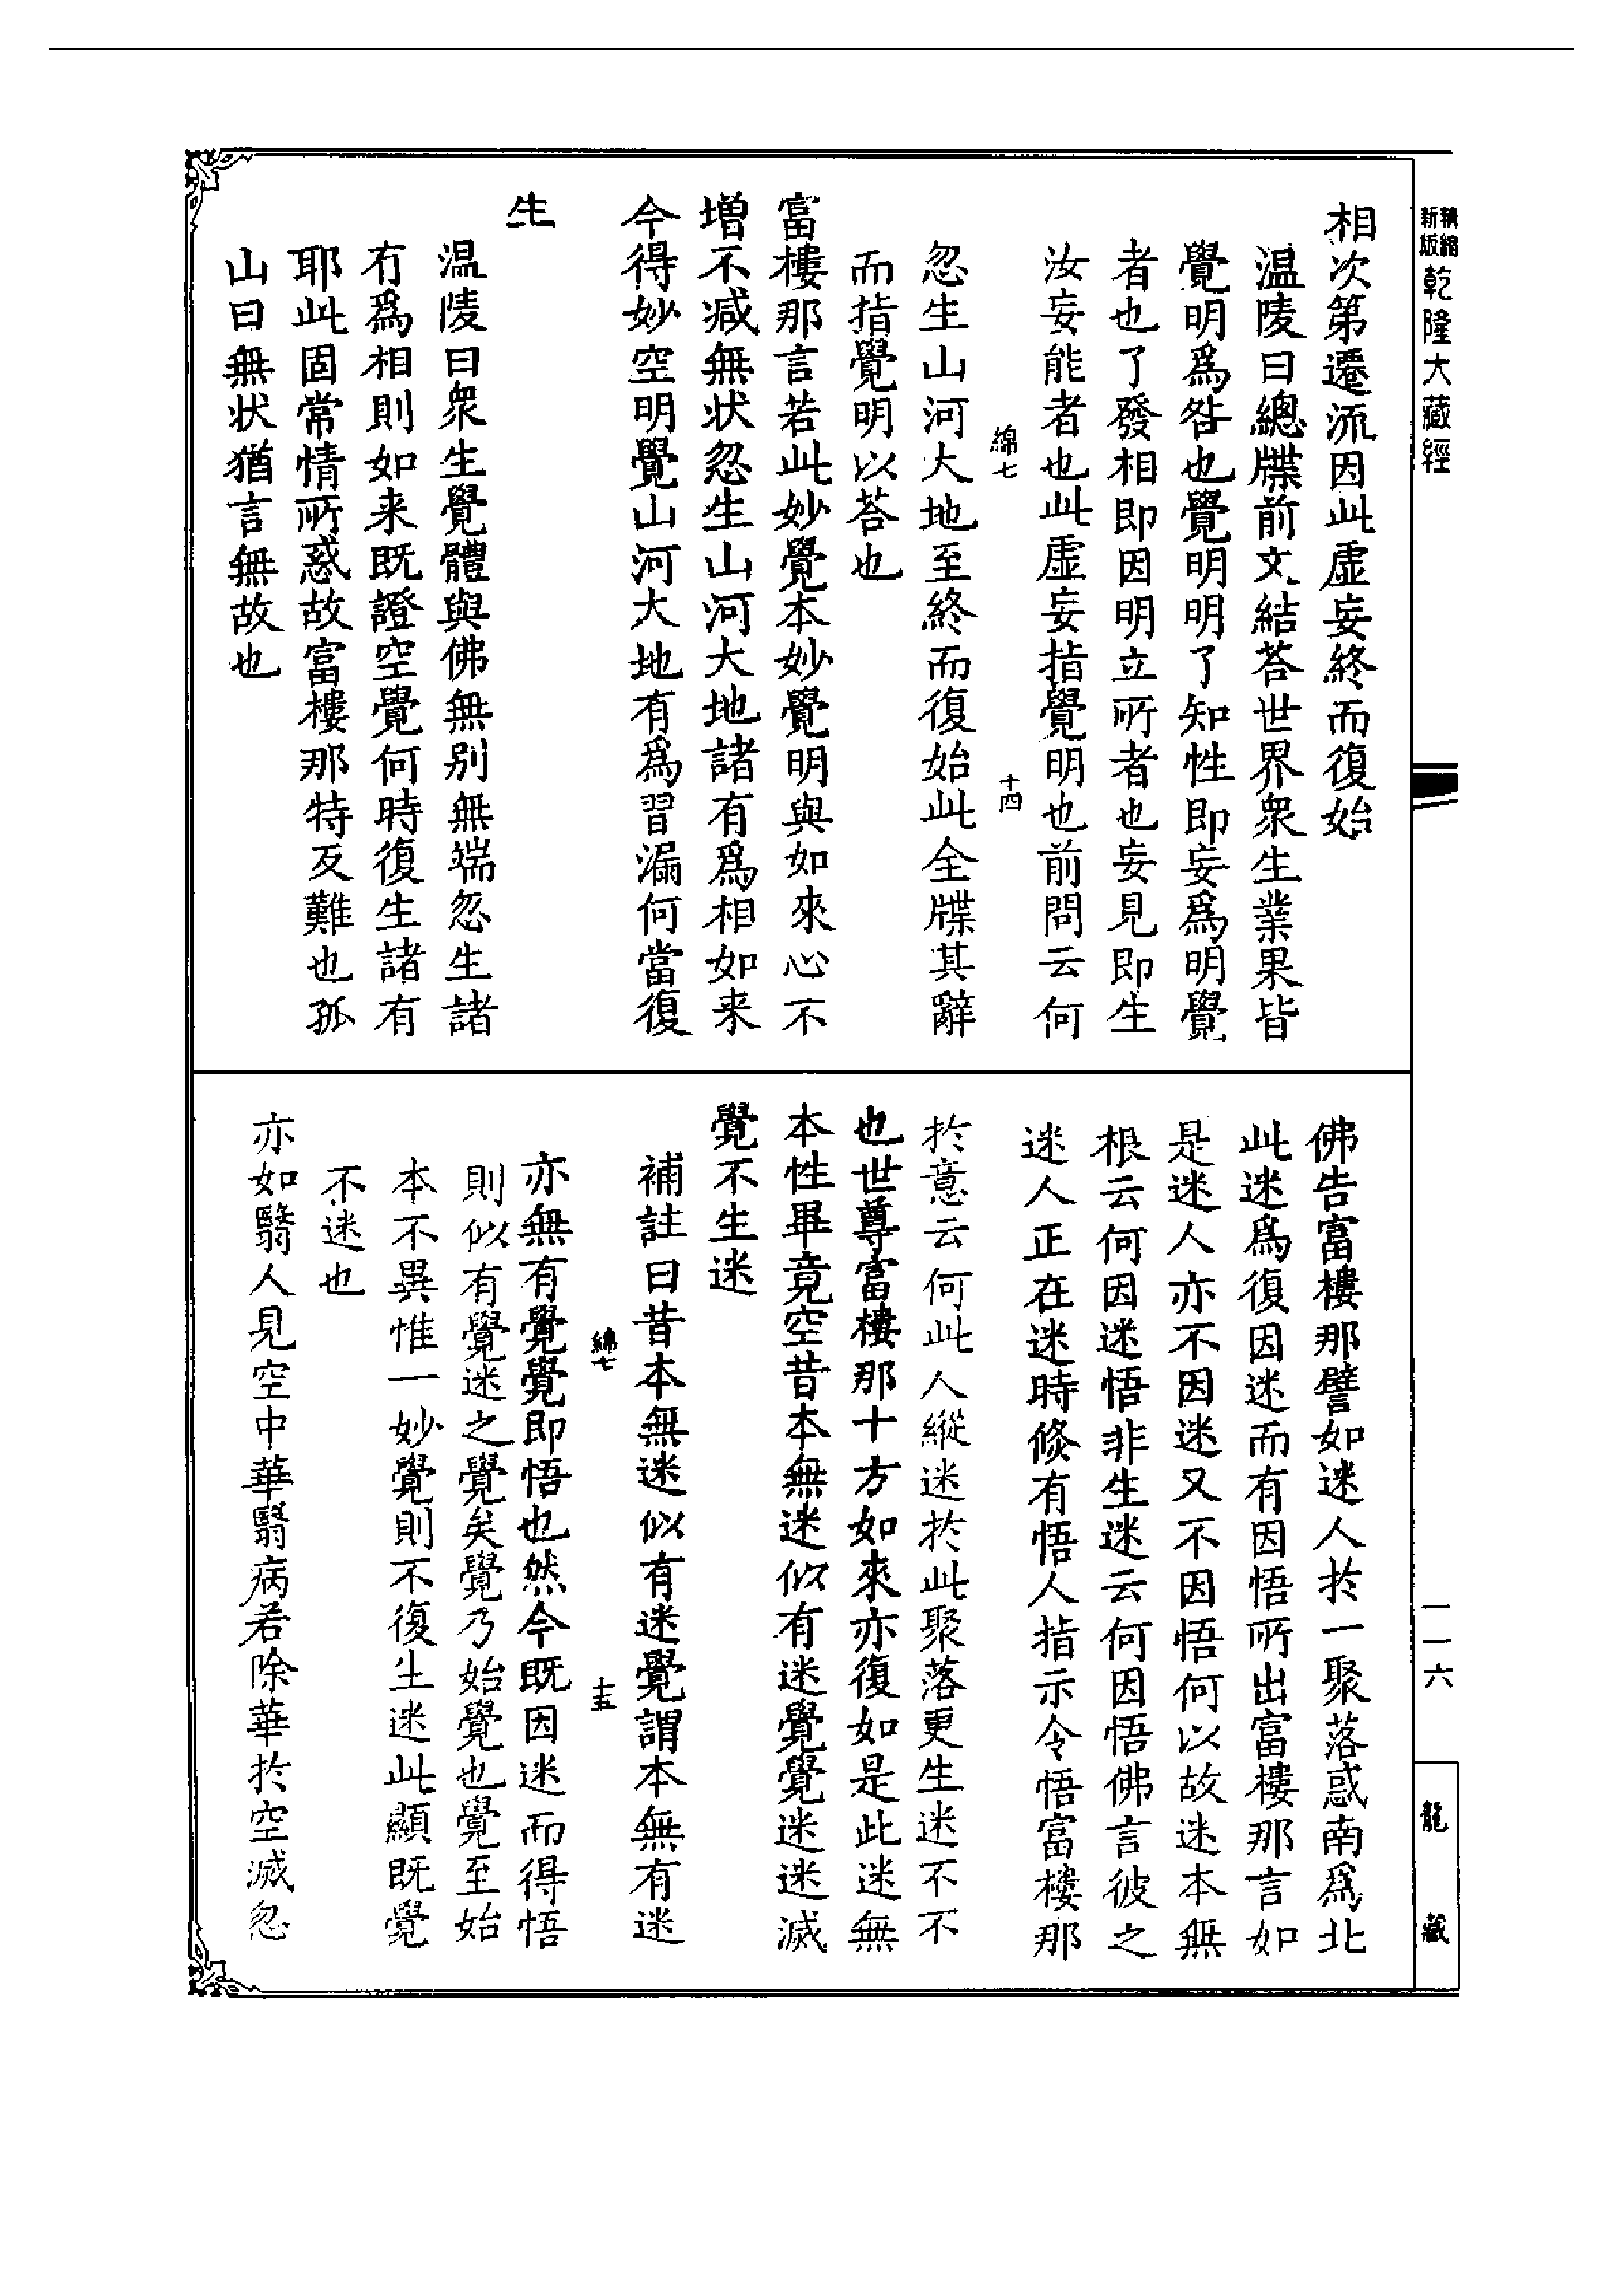 精縮新版乾隆大藏經
一一六
龍藏
相次第遷流因此虛妄終而復始
温陵曰總牒前文結荅世界衆生業果皆
覺明爲咎也覺明明了知性即妄爲明覺
者也了發相即因明立所者也妄見即生
汝妄能者也此虛妄指覺明也前問云何
綿七
十四
忽生山河大地至終而復始此全牒其辭
而指覺明以荅也
富樓那言若此妙覺本妙覺明與如來心不
增不减無状忽生山河大地諸有爲相如来
今得妙空明覺山河大地有爲習漏何當復
生
温陵曰衆生覺體與佛無别無端忽生諸
有爲相則如来既證空覺何時復生諸有
耶此固常情所惑故富樓那特反難也孤
山曰無状猶言無故也
佛告富樓那譬如迷人於一聚落惑南爲北
此迷爲復因迷而有因悟所出富樓那言如
是迷人亦不因迷又不因悟何以故迷本無
根云何因迷悟非生迷云何因悟佛言彼之
迷人正在迷時倐有悟人指示令悟富樓那
於意云何此人縱迷於此聚落更生迷不不
也世尊富樓那十方如來亦復如是此迷無
本性畢竟空昔本無迷似有迷覺覺迷迷滅
覺不生迷
補註曰昔本無迷似有迷覺謂本無有迷
綿七
十五
亦無有覺覺即悟也然今既因迷而得悟
則似有覺迷之覺矣覺乃始覺也覺至始
本不異惟一妙覺則不復生迷此顯既覺
不迷也
亦如翳人見空中華翳病若除華於空滅忽